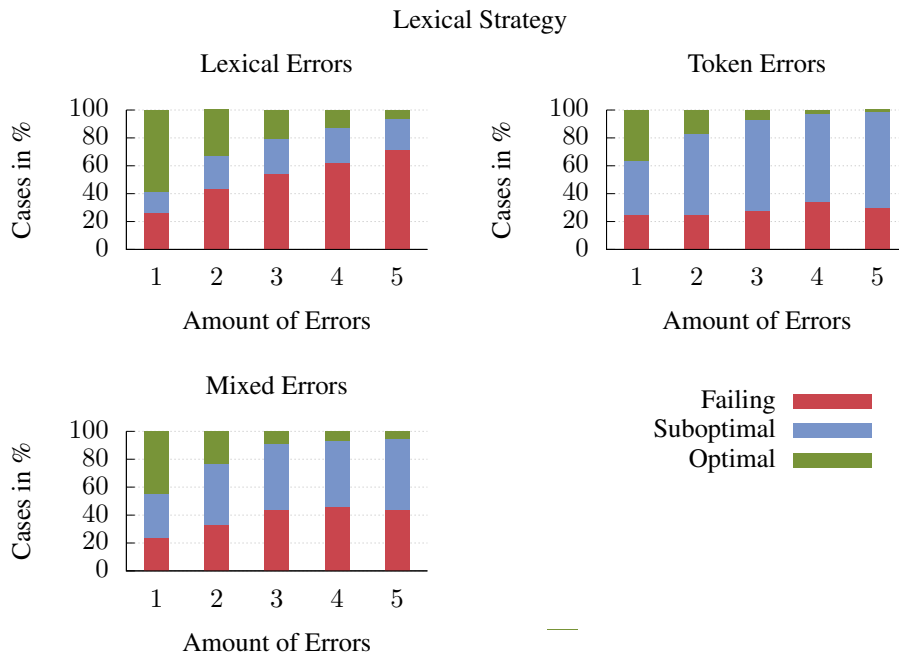 Lexical Strategy
Lexical Errors
Cases in %
100
80
60
40
20
0
1 2 3 4 5
Amount of Errors
Token Errors
Cases in %
100
80
60
40
20
0
1 2 3 4 5
Amount of Errors
Mixed Errors
Cases in %
100
80
60
40
20
0
1 2 3 4 5
Amount of Errors
Failing
Suboptimal
Optimal